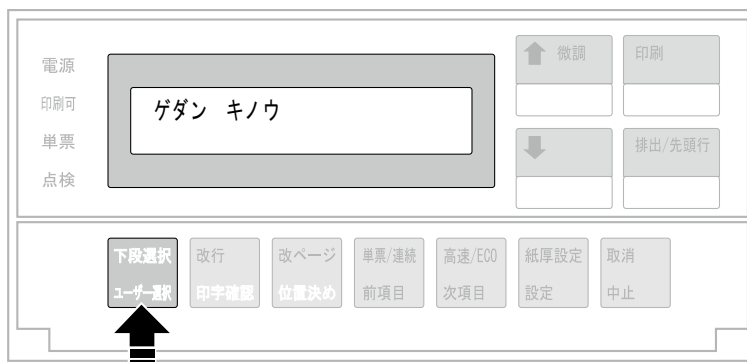 電源
印刷可
単票
点検
ゲダン キノウ
微調
印刷
排出/先頭行
下段選択
ユーザー選択
改行
印字確認
改ページ
位置決め
単票/連続
前項目
高速/ECO
次項目
紙厚設定
設定
取消
中止